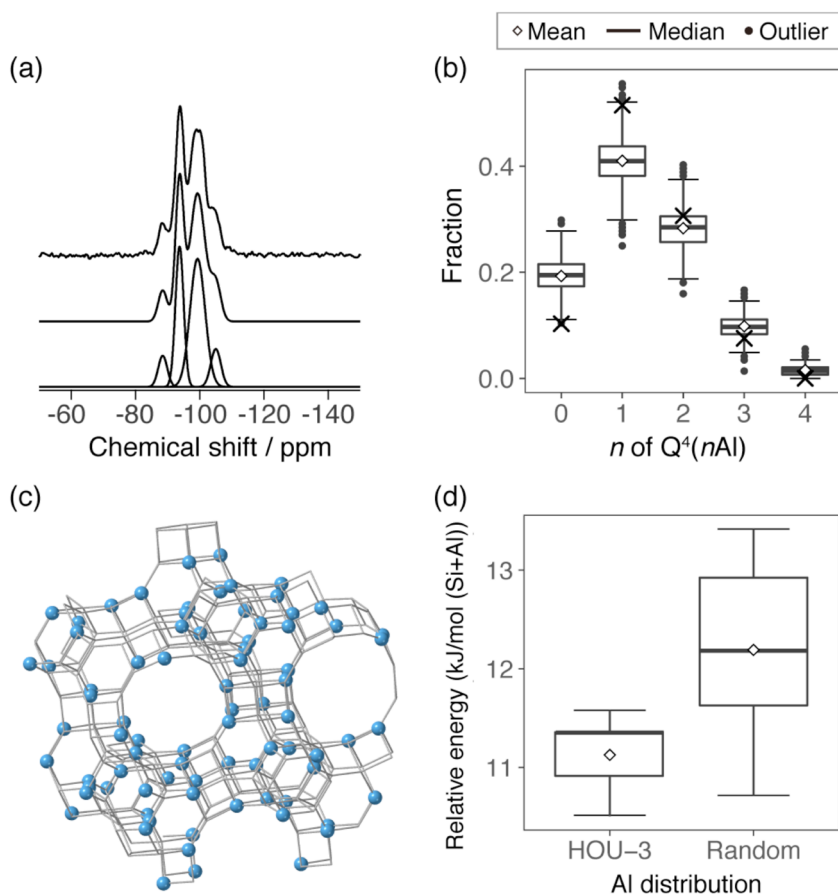 Mean Median Outlier
(a)
(b)
-60 -80 -100 -120 -140
Chemical shift / ppm
Fraction
0.4
0.2
0.0
0 1 2 3 4
n of Q⁴(nAl)
(c)
(d)
Relative energy (kJ/mol (Si+Al))
13
12
11
HOU–3 Random
Al distribution